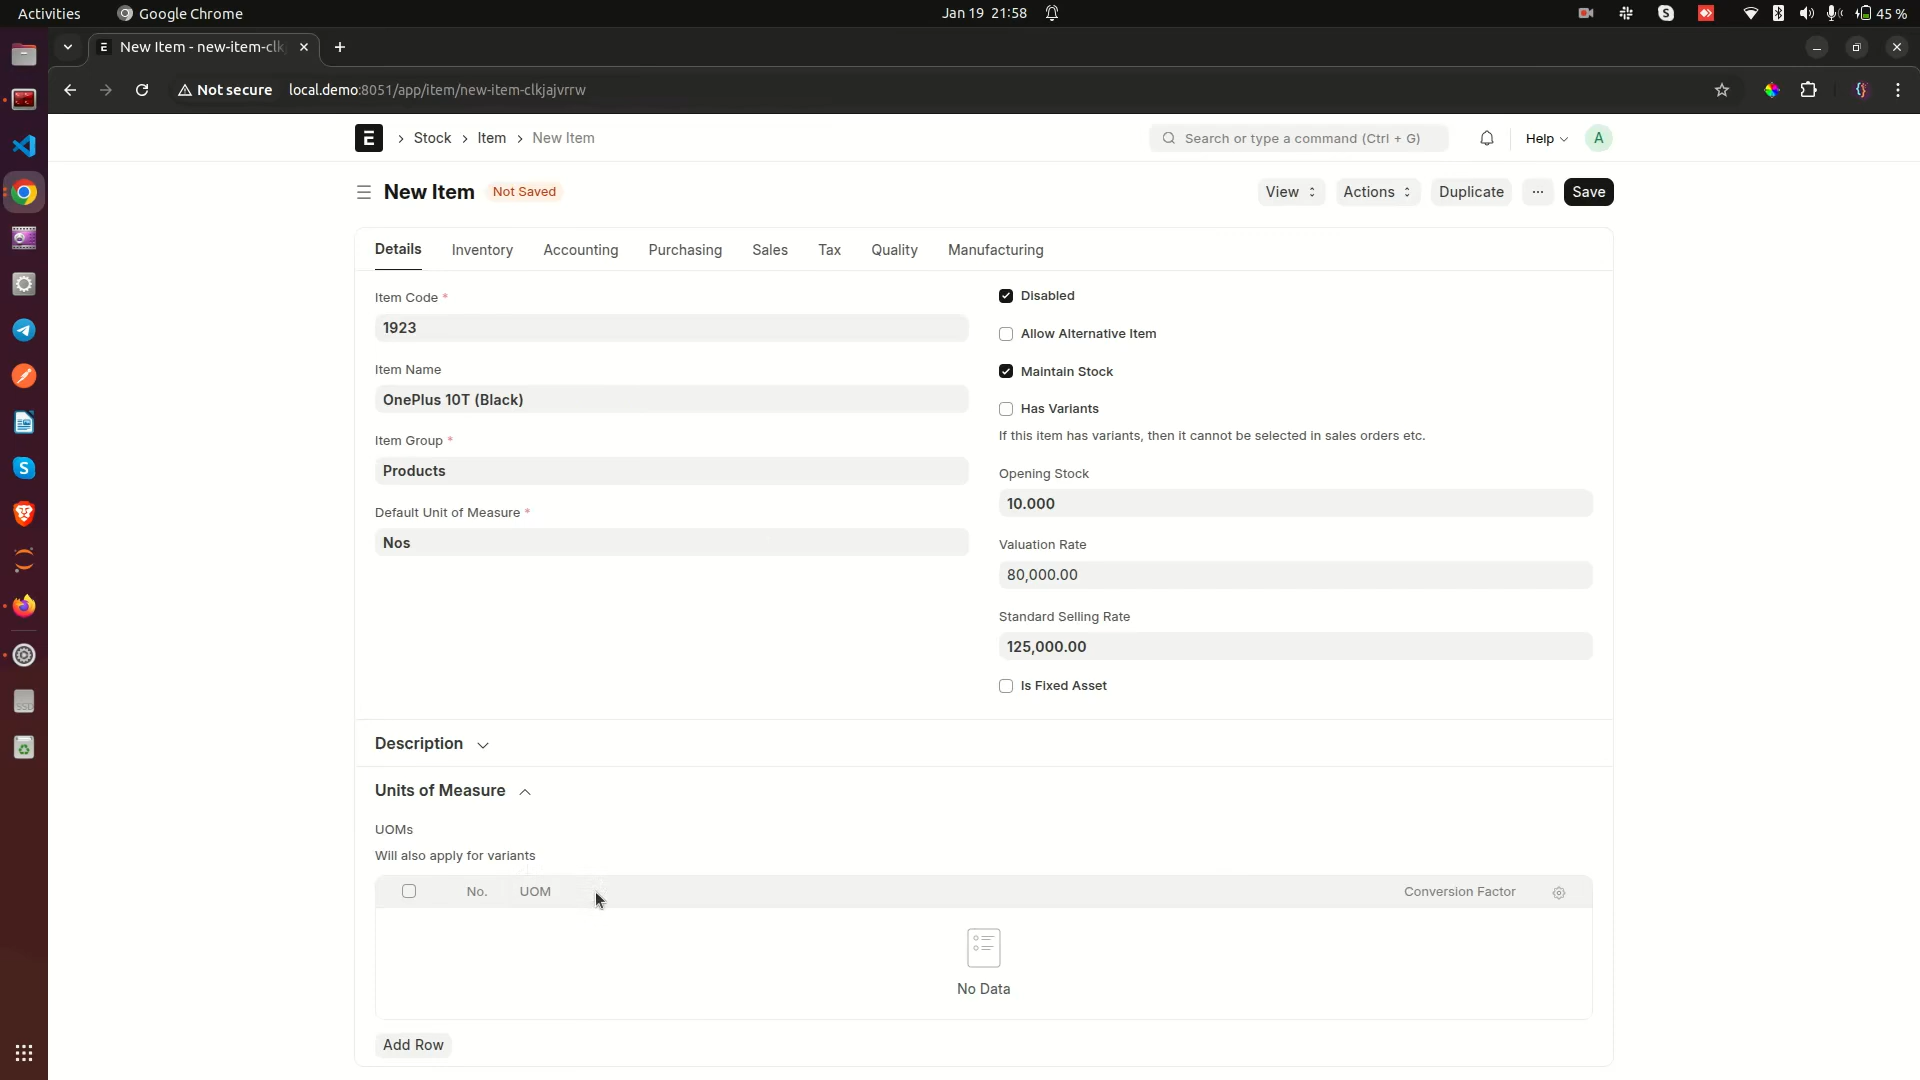 Activities Google Chrome Jan 19 21:58 45 %
E New Item - new-item-clk
Not secure local.demo:8051/app/item/new-item-clkjajvrrw
E Stock Item New Item Search or type a command (Ctrl + G) Help A
New Item Not Saved View Actions Duplicate ··· Save
Details Inventory Accounting Purchasing Sales Tax Quality Manufacturing
Item Code *
1923
Item Name
OnePlus 10T (Black)
Item Group *
Products
Default Unit of Measure *
Nos
Disabled
Allow Alternative Item
Maintain Stock
Has Variants
If this item has variants, then it cannot be selected in sales orders etc.
Opening Stock
10.000
Valuation Rate
80,000.00
Standard Selling Rate
125,000.00
Is Fixed Asset
Description
Units of Measure
UOMs
Will also apply for variants
No. UOM Conversion Factor
No Data
Add Row
SSD